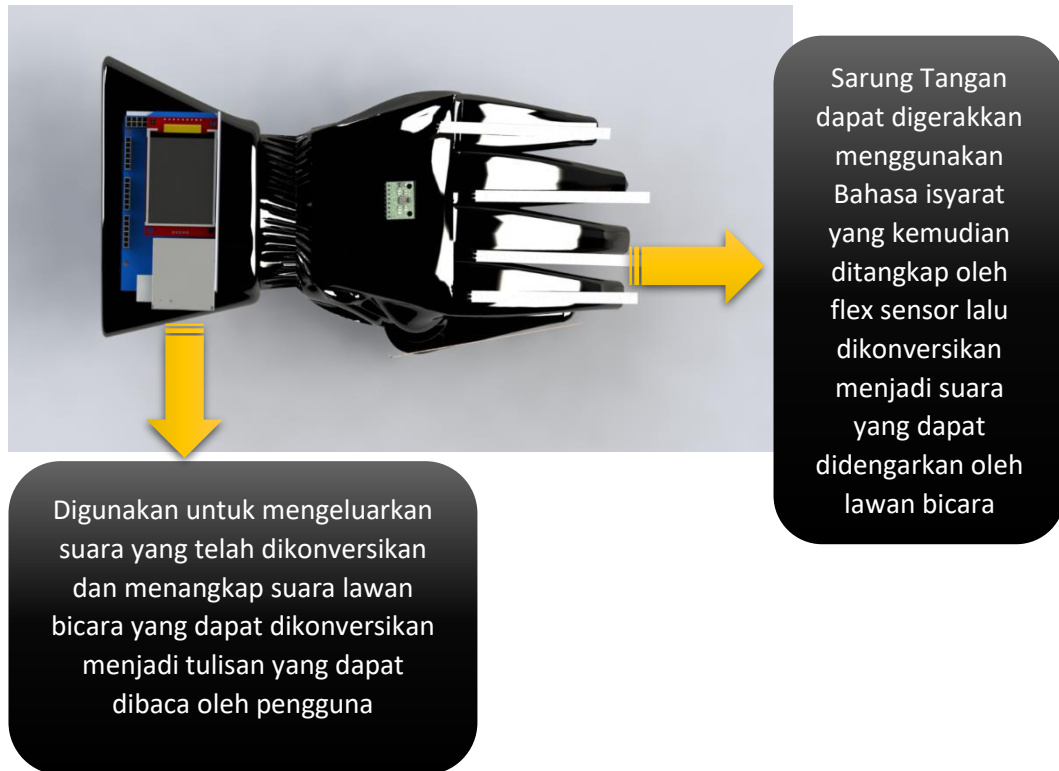 Sarung Tangan
dapat digerakkan
menggunakan
Bahasa isyarat
yang kemudian
ditangkap oleh
flex sensor lalu
dikonversikan
menjadi suara
yang dapat
didengarkan oleh
lawan bicara
Digunakan untuk mengeluarkan
suara yang telah dikonversikan
dan menangkap suara lawan
bicara yang dapat dikonversikan
menjadi tulisan yang dapat
dibaca oleh pengguna